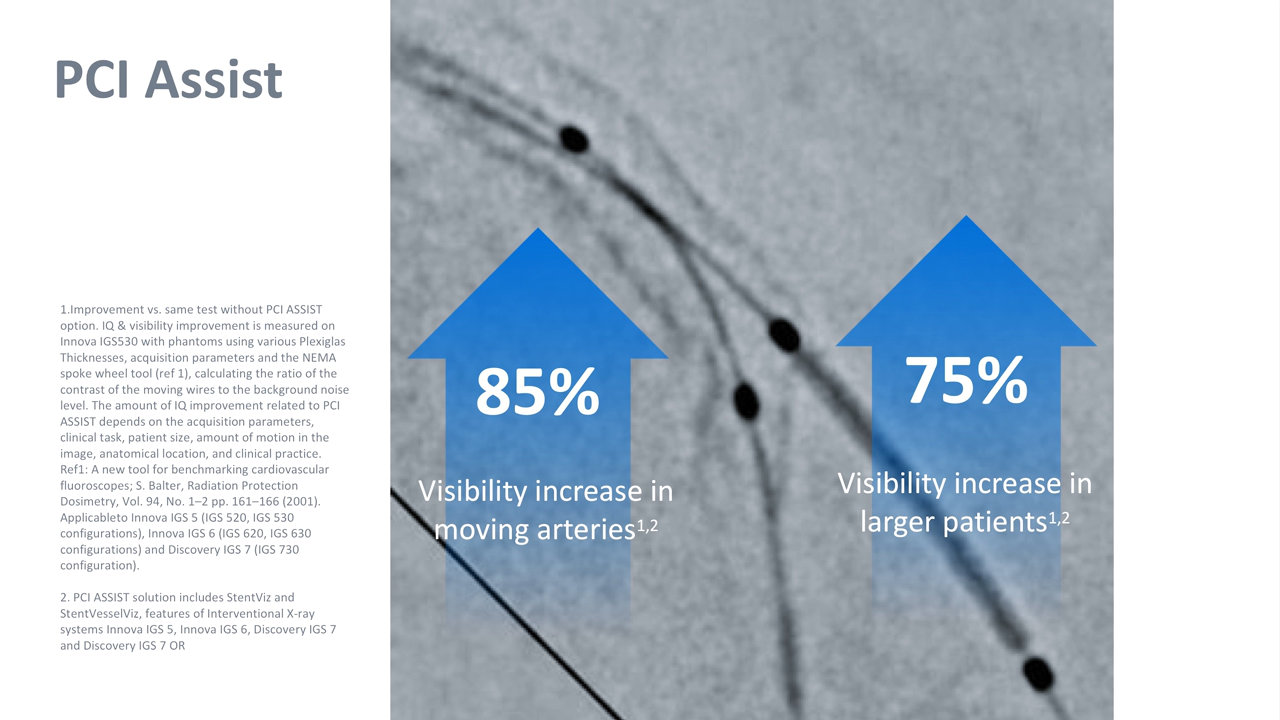 PCI Assist
1.Improvement vs. same test without PCI ASSIST
option. IQ & visibility improvement is measured on
Innova IGS530 with phantoms using various Plexiglas
Thicknesses, acquisition parameters and the NEMA
spoke wheel tool (ref 1), calculating the ratio of the
contrast of the moving wires to the background noise
level. The amount of IQ improvement related to PCI
ASSIST depends on the acquisition parameters,
clinical task, patient size, amount of motion in the
image, anatomical location, and clinical practice.
Ref1: A new tool for benchmarking cardiovascular
fluoroscopes; S. Balter, Radiation Protection
Dosimetry, Vol. 94, No. 1–2 pp. 161–166 (2001).
Applicableto Innova IGS 5 (IGS 520, IGS 530
configurations), Innova IGS 6 (IGS 620, IGS 630
configurations) and Discovery IGS 7 (IGS 730
configuration).
2. PCI ASSIST solution includes StentViz and
StentVesselViz, features of Interventional X-ray
systems Innova IGS 5, Innova IGS 6, Discovery IGS 7
and Discovery IGS 7 OR
85%
Visibility increase in
moving arteries1,2
75%
Visibility increase in
larger patients1,2